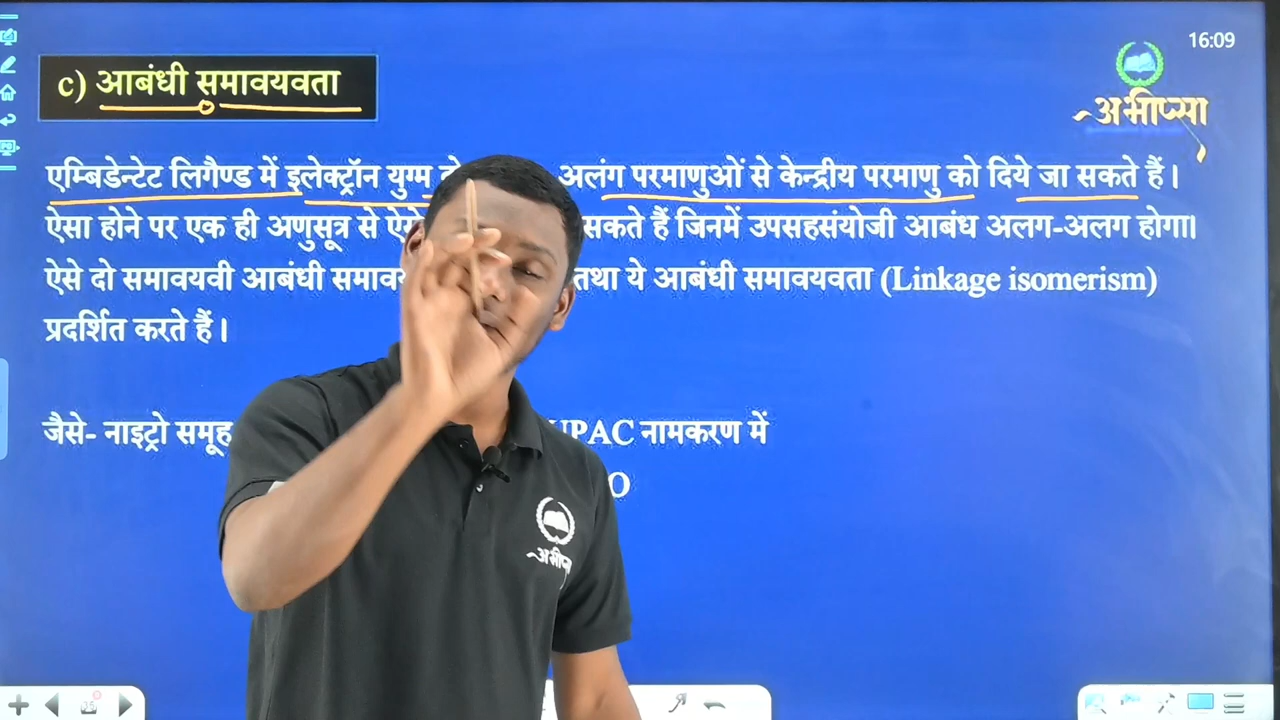 16:09
c) आबंधी समावयवता
अभीप्सा
एम्बिडेन्टेट लिगैण्ड में इलेक्ट्रॉन युग्म अलंग परमाणुओं से केन्द्रीय परमाणु को दिये जा सकते हैं।
ऐसा होने पर एक ही अणुसूत्र से सकते हैं जिनमें उपसहसंयोजी आबंध अलग-अलग होगा।
ऐसे दो समावयवी आबंधी तथा ये आबंधी समावयवता (Linkage isomerism)
प्रदर्शित करते हैं।
जैसे- नाइट्रो समूह नामकरण में
अभीप्सा